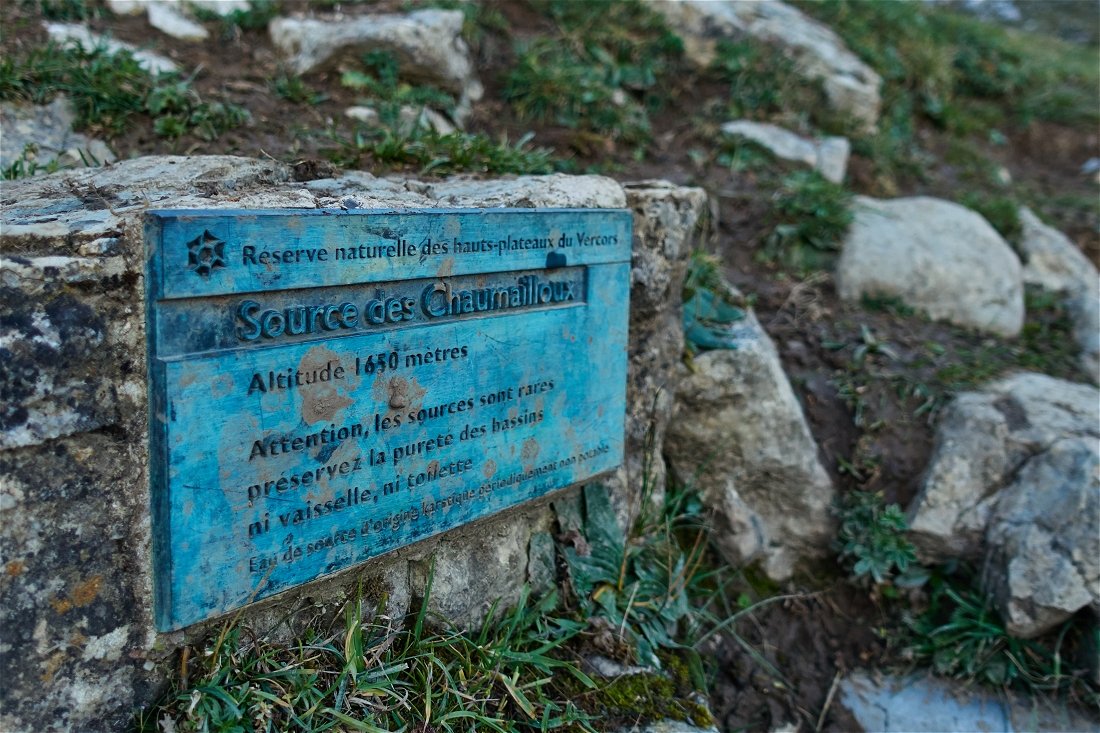 Réserve naturelle des hauts-plateaux du Vercors
Source des Chaumailloux
Altitude 1650 mètres
Attention, les sources sont rares
préservez la pureté des bassins
ni vaisselle, ni toilette
Eau de source d'origine karstique périodiquement non potable